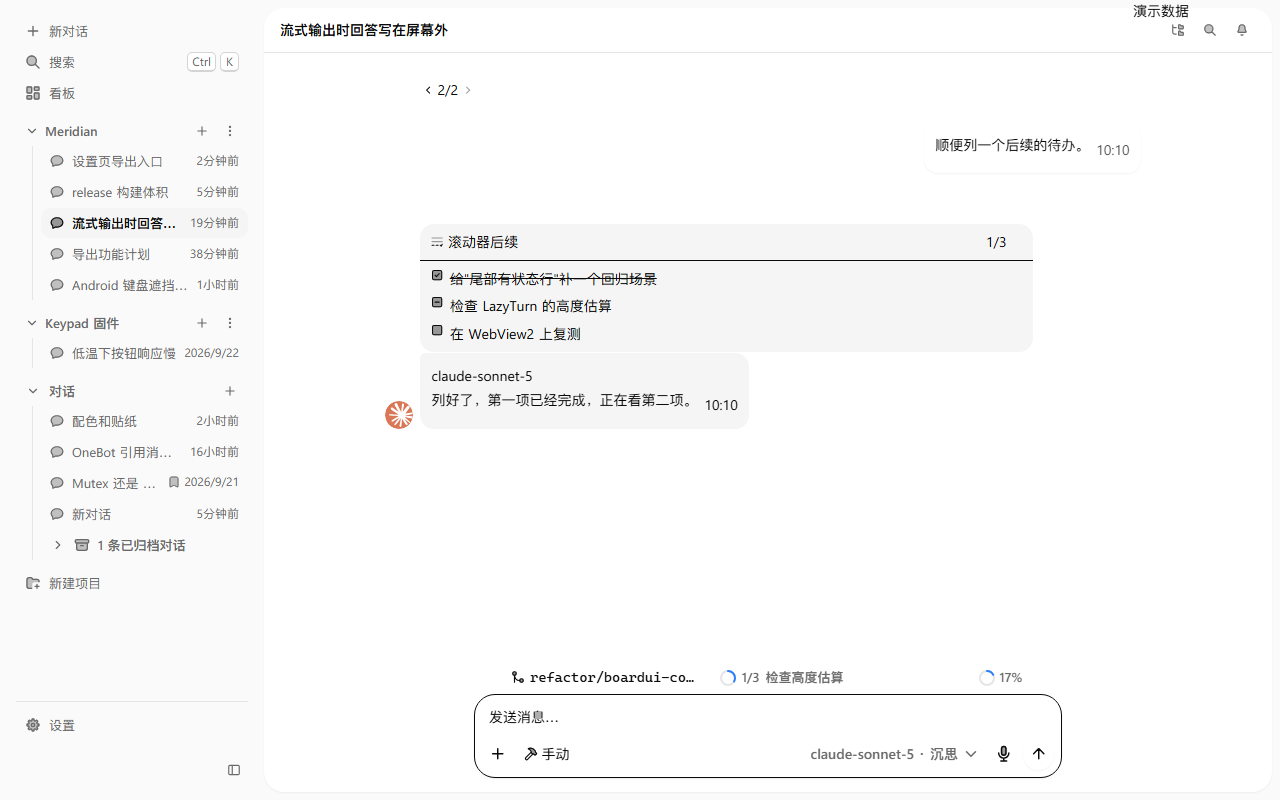 演示数据
新对话
搜索 Ctrl K
看板
Meridian
设置页导出入口 2分钟前
release 构建体积 5分钟前
流式输出时回答… 19分钟前
导出功能计划 38分钟前
Android 键盘遮挡… 1小时前
Keypad 固件
低温下按钮响应慢 2026/9/22
对话
配色和贴纸 2小时前
OneBot 引用消… 16小时前
Mutex 还是 … 2026/9/21
新对话 5分钟前
1 条已归档对话
新建项目
设置
流式输出时回答写在屏幕外
2/2
顺便列一个后续的待办。 10:10
滚动器后续 1/3
给"尾部有状态行"补一个回归场景
检查 LazyTurn 的高度估算
在 WebView2 上复测
claude-sonnet-5
列好了，第一项已经完成，正在看第二项。 10:10
refactor/boardui-co… 1/3 检查高度估算 17%
发送消息…
手动 claude-sonnet-5 · 沉思